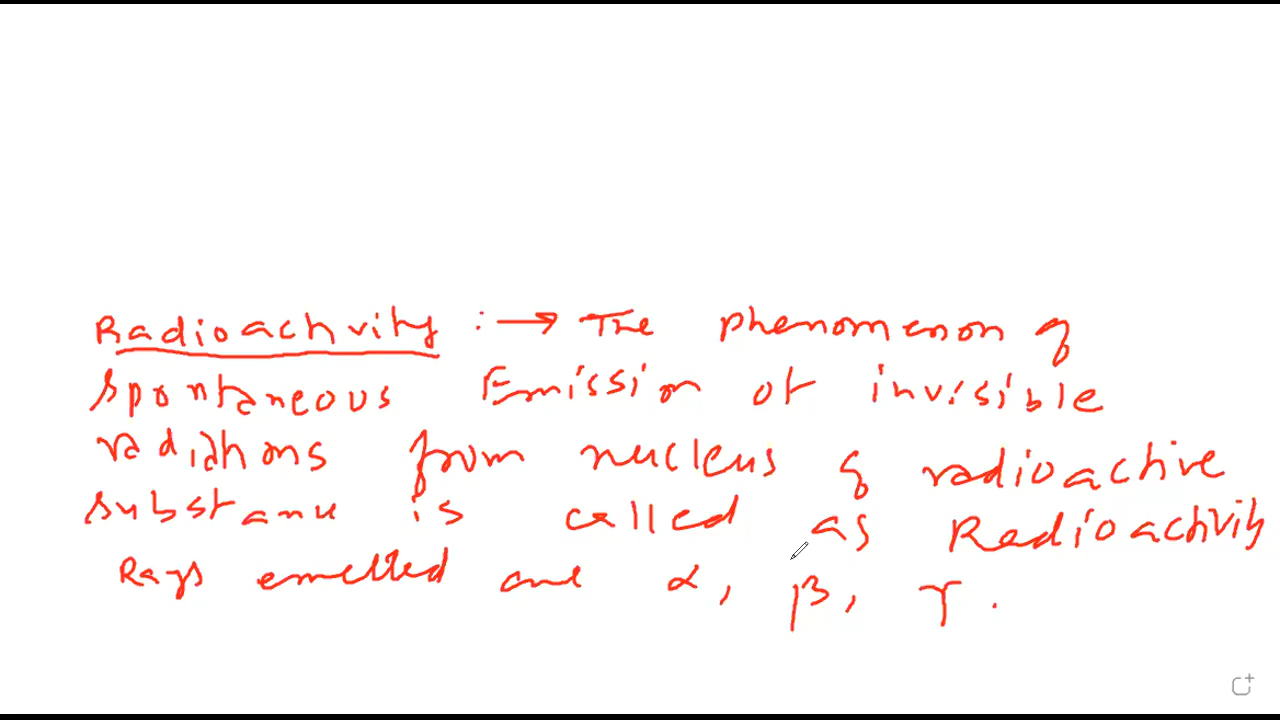 Radioactivity :→ The phenomenon of
spontaneous Emission of invisible
radiations from nucleus of radioactive
substance is called as Radioactivity
Rays emitted are α, β, γ.